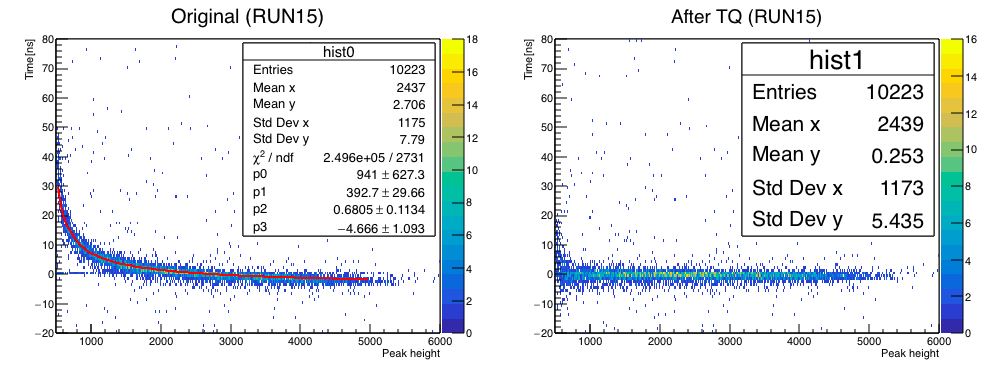 Original (RUN15)
Time[ns]
80
70
60
50
40
30
20
10
0
−10
−20
1000 2000 3000 4000 5000 6000
Peak height
hist0
Entries 10223
Mean x 2437
Mean y 2.706
Std Dev x 1175
Std Dev y 7.79
χ² / ndf 2.496e+05 / 2731
p0 941 ± 627.3
p1 392.7 ± 29.66
p2 0.6805 ± 0.1134
p3 −4.666 ± 1.093
18
16
14
12
10
8
6
4
2
0
After TQ (RUN15)
Time[ns]
80
70
60
50
40
30
20
10
0
−10
−20
1000 2000 3000 4000 5000 6000
Peak height
hist1
Entries 10223
Mean x 2439
Mean y 0.253
Std Dev x 1173
Std Dev y 5.435
16
14
12
10
8
6
4
2
0